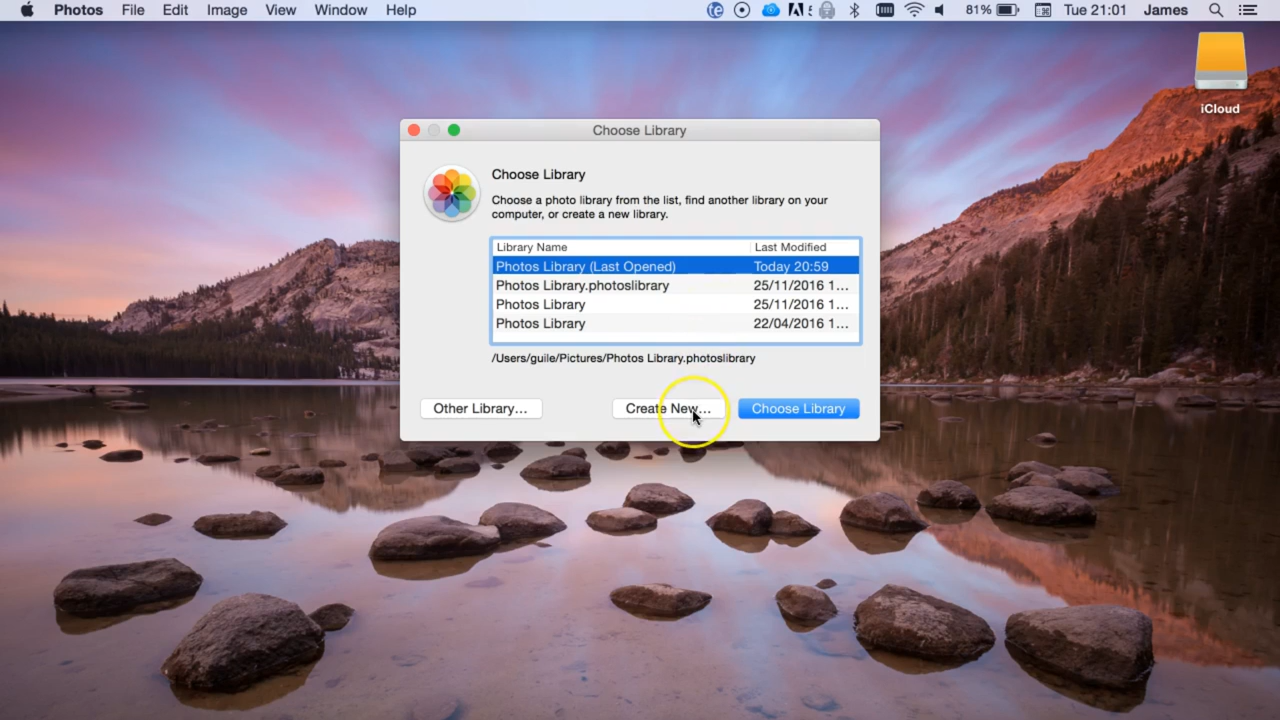 Photos File Edit Image View Window Help 81% Tue 21:01 James
iCloud
Choose Library
Choose Library
Choose a photo library from the list, find another library on your
computer, or create a new library.
Library Name Last Modified
Photos Library (Last Opened) Today 20:59
Photos Library.photoslibrary 25/11/2016 1...
Photos Library 25/11/2016 1...
Photos Library 22/04/2016 1...
/Users/guile/Pictures/Photos Library.photoslibrary
Other Library... Create New... Choose Library